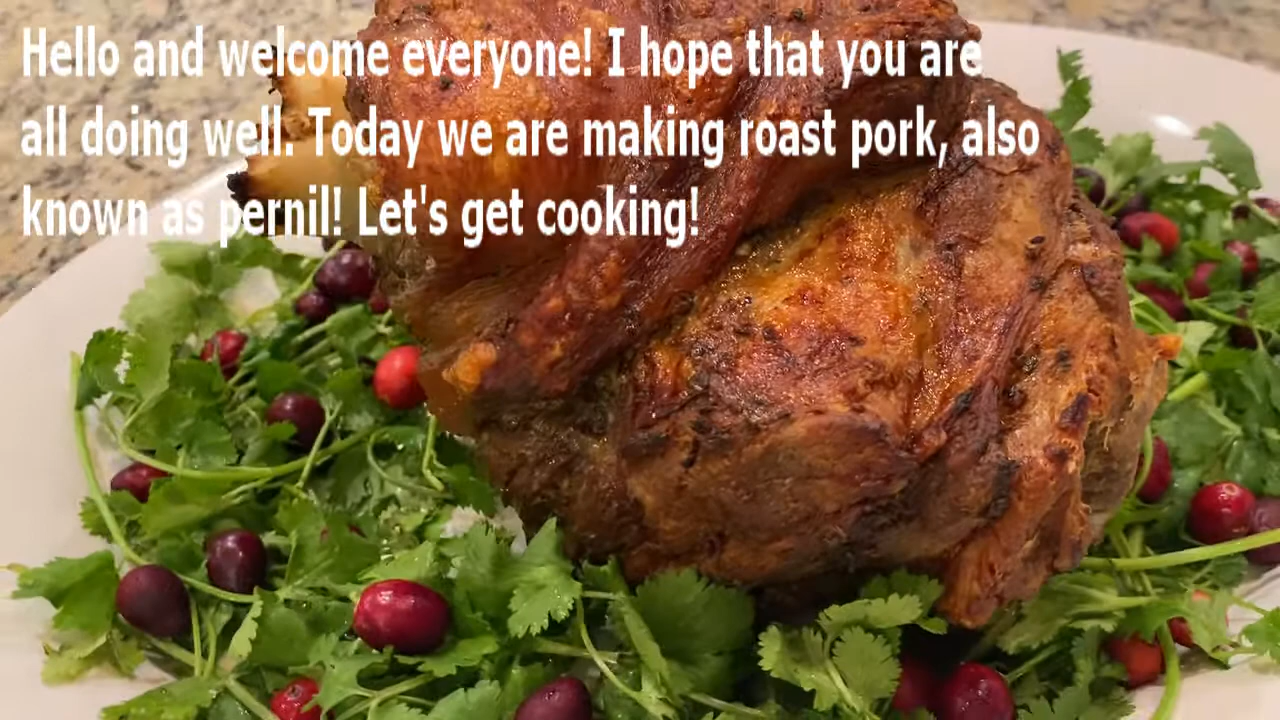 Hello and welcome everyone! I hope that you are
all doing well. Today we are making roast pork, also
known as pernil! Let's get cooking!